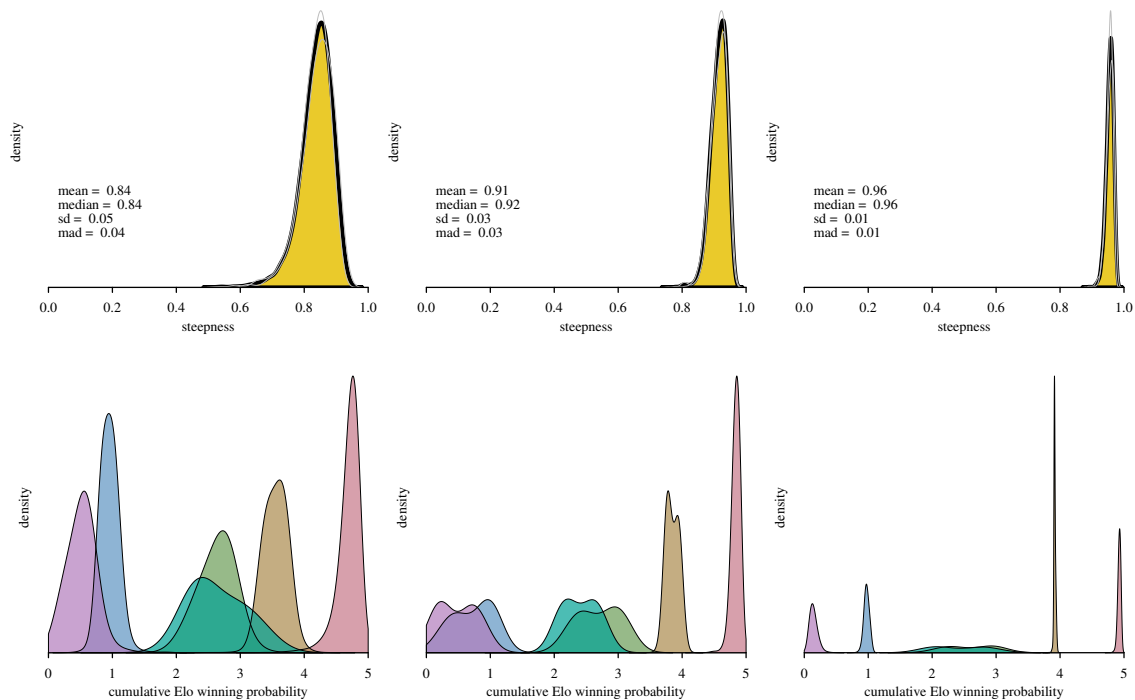 density
mean = 0.84
median = 0.84
sd = 0.05
mad = 0.04
0.0 0.2 0.4 0.6 0.8 1.0
steepness
density
mean = 0.91
median = 0.92
sd = 0.03
mad = 0.03
0.0 0.2 0.4 0.6 0.8 1.0
steepness
density
mean = 0.96
median = 0.96
sd = 0.01
mad = 0.01
0.0 0.2 0.4 0.6 0.8 1.0
steepness
density
0 1 2 3 4 5
cumulative Elo winning probability
density
0 1 2 3 4 5
cumulative Elo winning probability
density
0 1 2 3 4 5
cumulative Elo winning probability